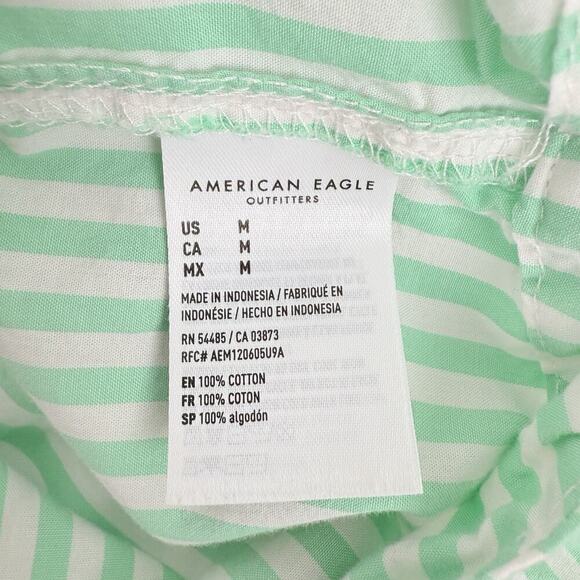 AMERICAN EAGLE
OUTFITTERS
US M
CA M
MX M
MADE IN INDONESIA / FABRIQUÉ EN
INDONÉSIE / HECHO EN INDONESIA
RN 54485 / CA 03873
RFC# AEM120605U9A
EN 100% COTTON
FR 100% COTON
SP 100% algodón